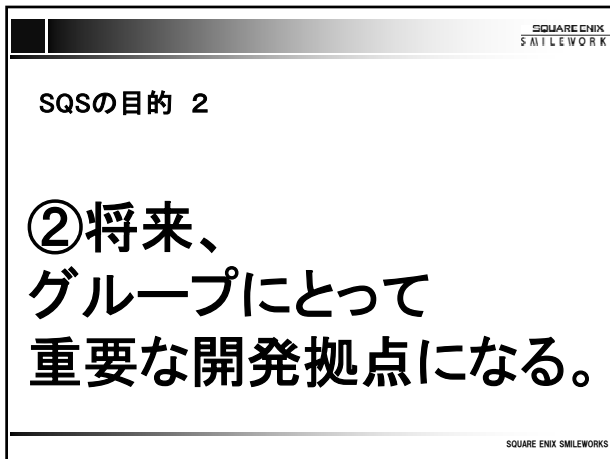 SQUARE ENIX
SMILEWORK
SQSの目的 2
②将来、
グループにとって
重要な開発拠点になる。
SQUARE ENIX SMILEWORKS